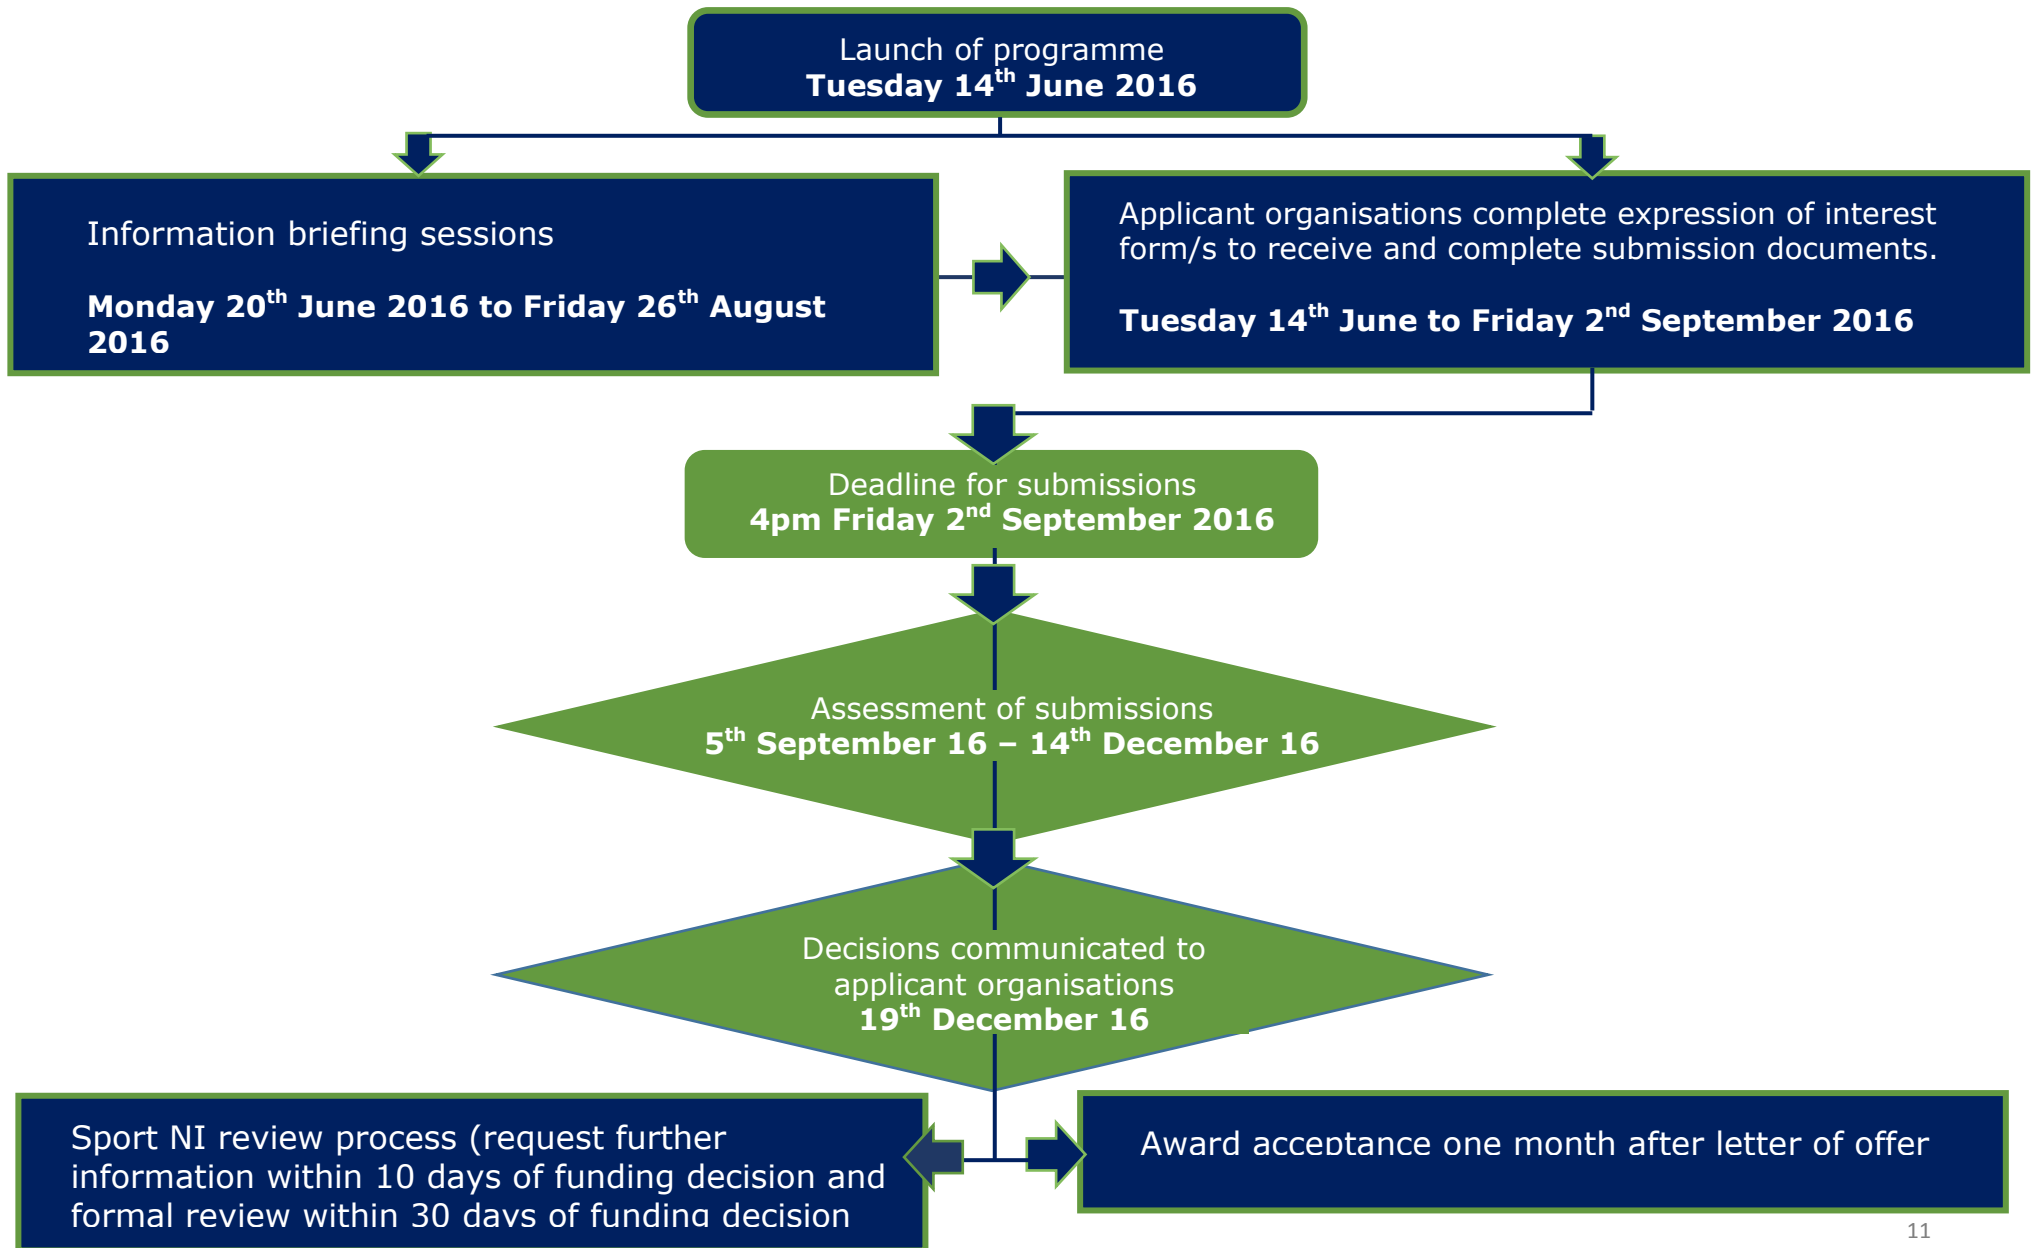 Launch of programme
Tuesday 14th June 2016
Information briefing sessions
Monday 20th June 2016 to Friday 26th August
2016
Applicant organisations complete expression of interest
form/s to receive and complete submission documents.
Tuesday 14th June to Friday 2nd September 2016
Deadline for submissions
4pm Friday 2nd September 2016
Assessment of submissions
5th September 16 – 14th December 16
Decisions communicated to
applicant organisations
19th December 16
Sport NI review process (request further
information within 10 days of funding decision and
formal review within 30 days of funding decision
Award acceptance one month after letter of offer
11